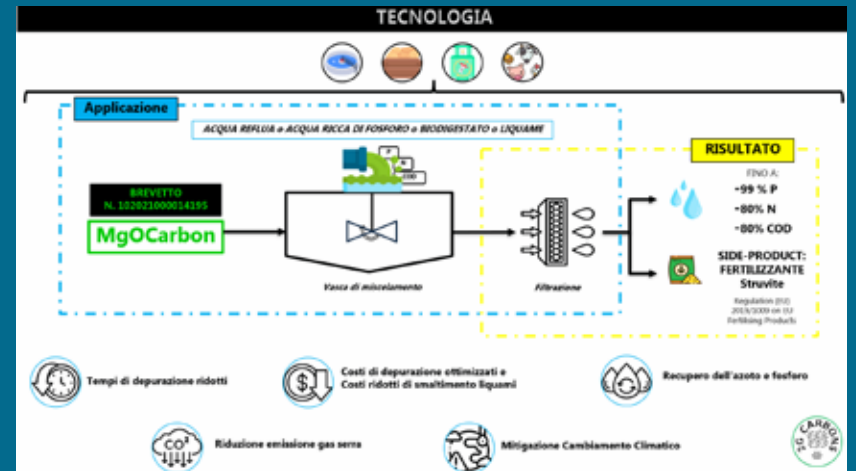 TECNOLOGIA
Applicazione
ACQUA REFLUA o ACQUA RICCA DI FOSFORO o BIODIGESTATO o LIQUAME
P
N
COD
BREVETTO
N. 102021000014195
MgOCarbon
Vasca di miscelamento
Filtrazione
RISULTATO
FINO A:
-99 % P
-80% N
-80% COD
SIDE-PRODUCT:
FERTILIZZANTE
Struvite
Regulation (EU)
2019/1009 on EU
Fertilising Products
Tempi di depurazione ridotti
Costi di depurazione ottimizzati e
Costi ridotti di smaltimento liquami
Recupero dell'azoto e fosforo
CO²
Riduzione emissione gas serra
Mitigazione Cambiamento Climatico
CARBONS